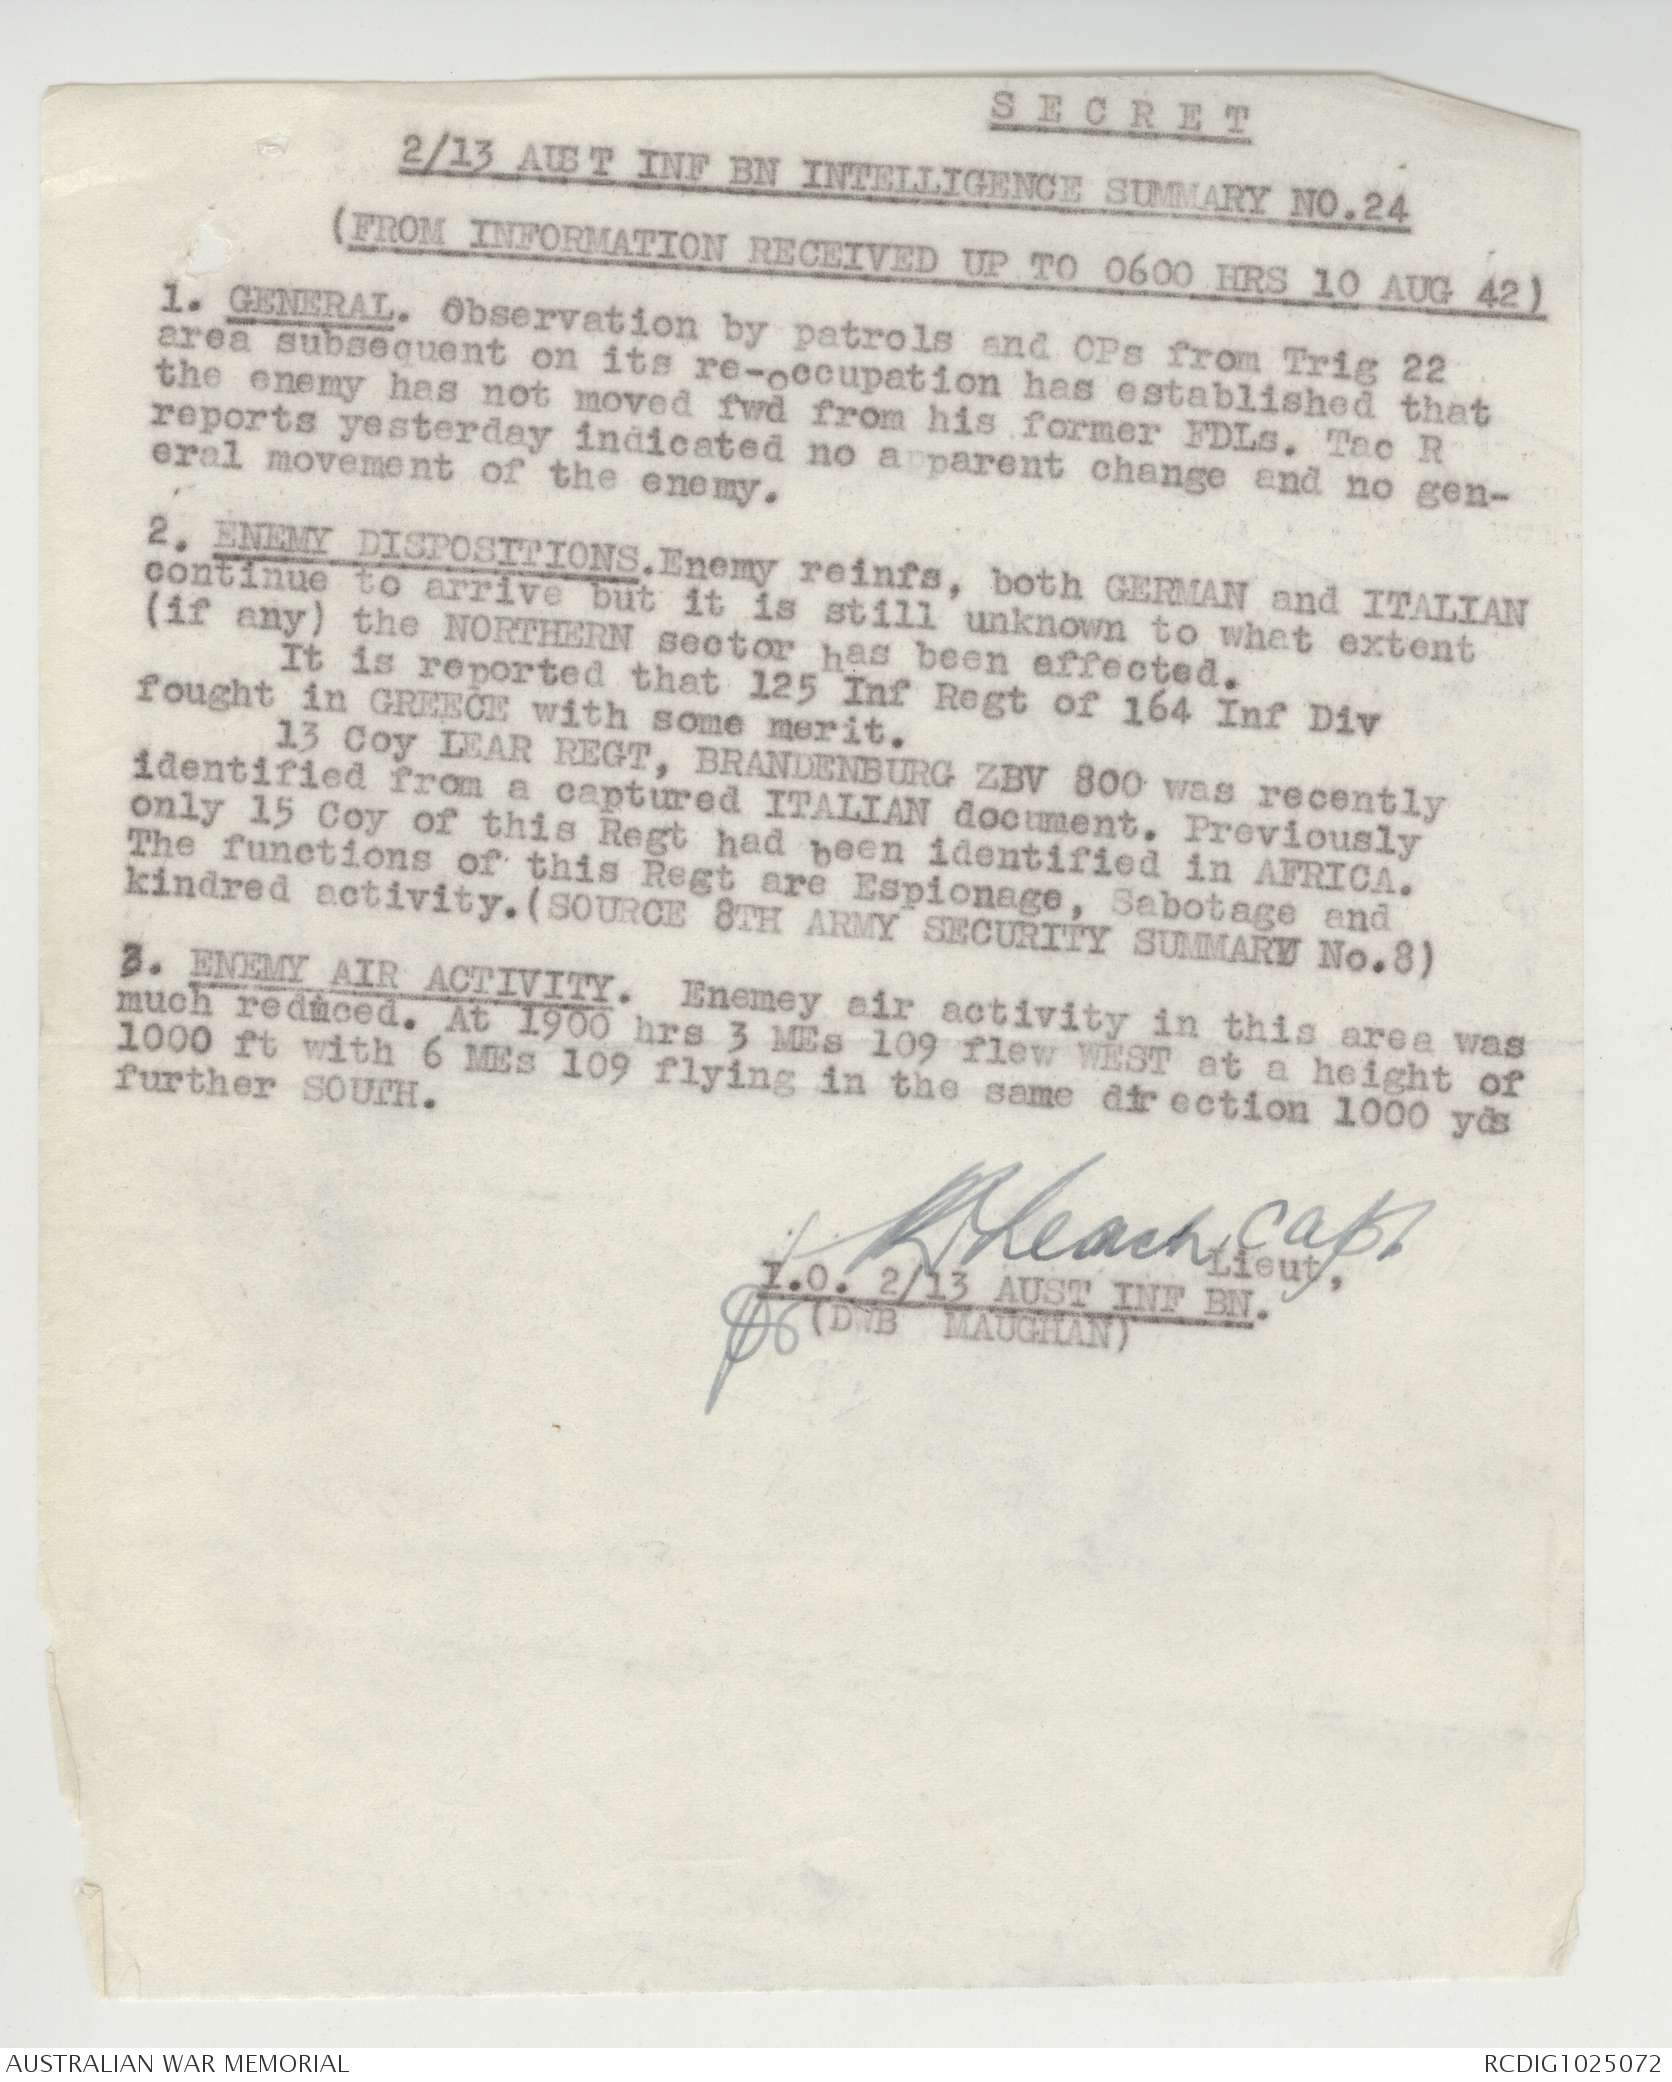 S E C R E T
2/13 AUST INF BN INTELLIGENCE SUMMARY NO.24
(FROM INFORMATION RECEIVED UP TO 0600 HRS 10 AUG 42)
1. GENERAL. Observation by patrols and OPs from Trig 22
area subsequent on its re-occupation has established that
the enemy has not moved fwd from his former FDLs. Tac R
reports yesterday indicated no apparent change and no gen-
eral movement of the enemy.
2. ENEMY DISPOSITIONS.Enemy reinfs, both GERMAN and ITALIAN
continue to arrive but it is still unknown to what extent
(if any) the NORTHERN sector has been affected.
It is reported that 125 Inf Regt of 164 Inf Div
fought in GREECE with some merit.
13 Coy LEAR REGT, BRANDENBURG ZBV 800 was recently
identified from a captured ITALIAN document. Previously
only 15 Coy of this Regt had been identified in AFRICA.
The functions of this Regt are Espionage, Sabotage and
kindred activity.(SOURCE 8TH ARMY SECURITY SUMMARY No.8)
3. ENEMY AIR ACTIVITY. Enemey air activity in this area was
much reduced. At 1900 hrs 3 MEs 109 flew WEST at a height of
1000 ft with 6 MEs 109 flying in the same direction 1000 yds
further SOUTH.
Leach Capt.
Lieut,
I.O. 2/13 AUST INF BN.
(DWB MAUGHAN)
AUSTRALIAN WAR MEMORIAL
RCDIG1025072